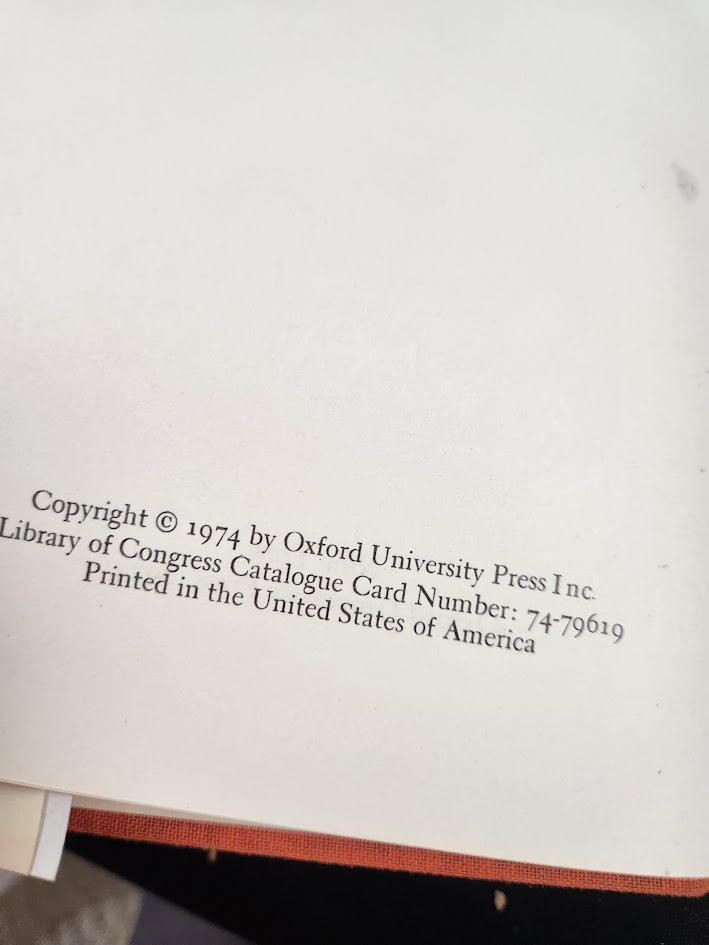 Copyright © 1974 by Oxford University Press Inc.
Library of Congress Catalogue Card Number: 74-79619
Printed in the United States of America